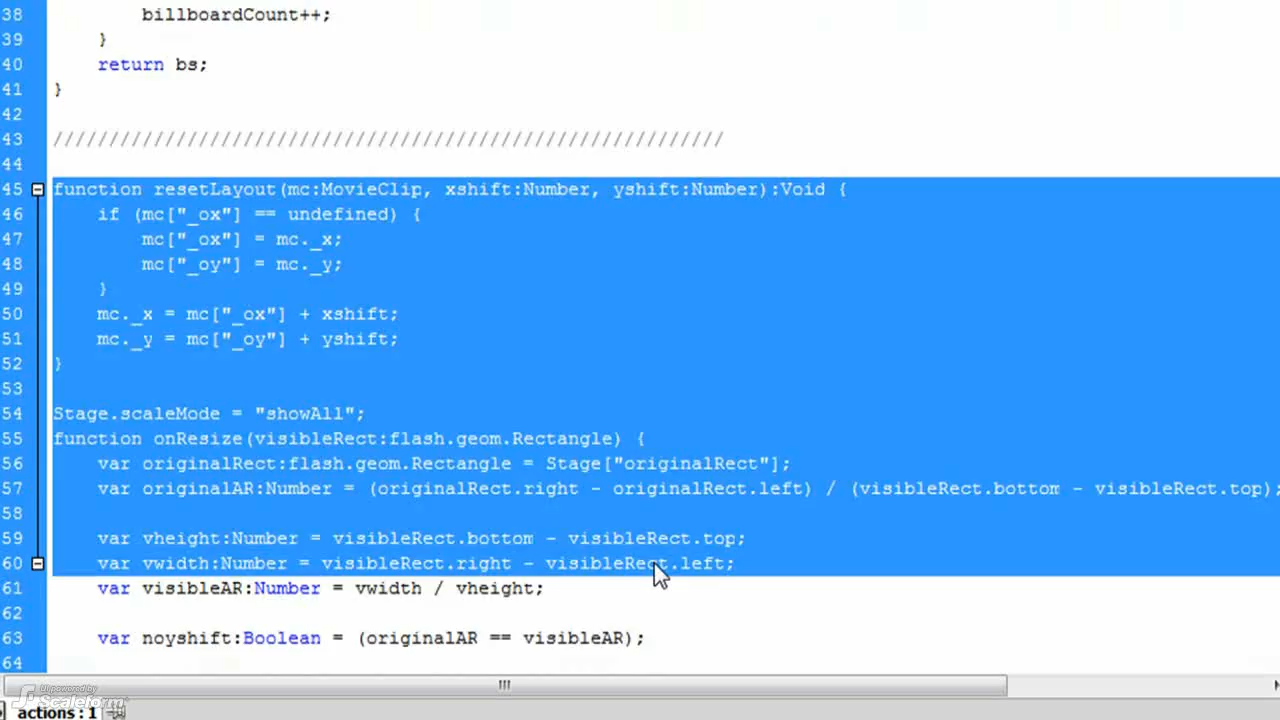 38 billboardCount++;
39 }
40 return bs;
41 }
42
43 ////////////////////////////////////////////////////////////
44
45 function resetLayout(mc:MovieClip, xshift:Number, yshift:Number):Void {
46 if (mc["_ox"] == undefined) {
47 mc["_ox"] = mc._x;
48 mc["_oy"] = mc._y;
49 }
50 mc._x = mc["_ox"] + xshift;
51 mc._y = mc["_oy"] + yshift;
52 }
53
54 Stage.scaleMode = "showAll";
55 function onResize(visibleRect:flash.geom.Rectangle) {
56 var originalRect:flash.geom.Rectangle = Stage["originalRect"];
57 var originalAR:Number = (originalRect.right - originalRect.left) / (visibleRect.bottom - visibleRect.top);
58
59 var vheight:Number = visibleRect.bottom - visibleRect.top;
60 var vwidth:Number = visibleRect.right - visibleRect.left;
61 var visibleAR:Number = vwidth / vheight;
62
63 var noyshift:Boolean = (originalAR == visibleAR);
64
UI powered by
Scaleform
actions : 1